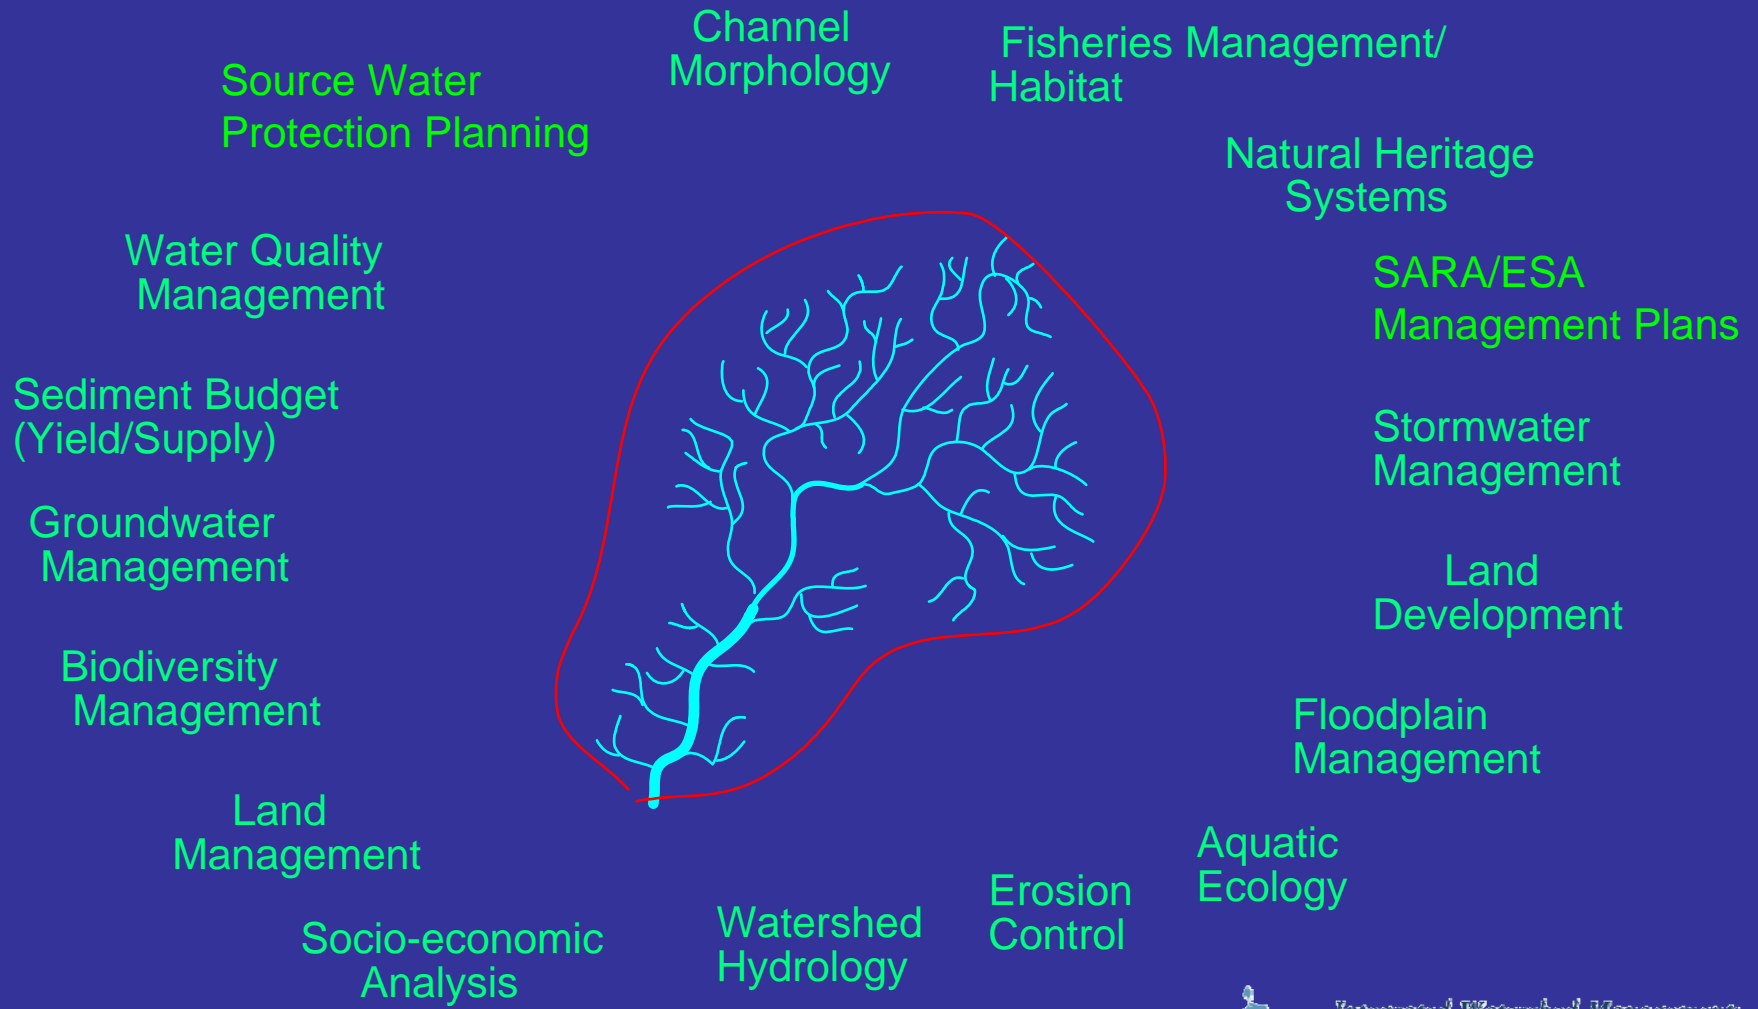 Channel
Morphology
Fisheries Management/
Habitat
Source Water
Protection Planning
Natural Heritage
Systems
Water Quality
Management
SARA/ESA
Management Plans
Sediment Budget
(Yield/Supply)
Stormwater
Management
Groundwater
Management
Land
Development
Biodiversity
Management
Floodplain
Management
Land
Management
Aquatic
Ecology
Erosion
Control
Watershed
Hydrology
Socio-economic
Analysis